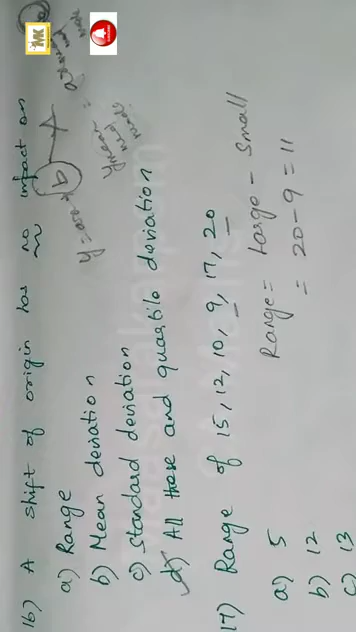 16) A shift of origin has no impact on
a) Range
b) Mean deviation
c) Standard deviation
d) All these and quartile deviation
y = a+b
17) Range of 15, 12, 10, 9, 17, 20
a) 5
b) 12
c) 13
Range = Large - Small
= 20 - 9 = 11
MK